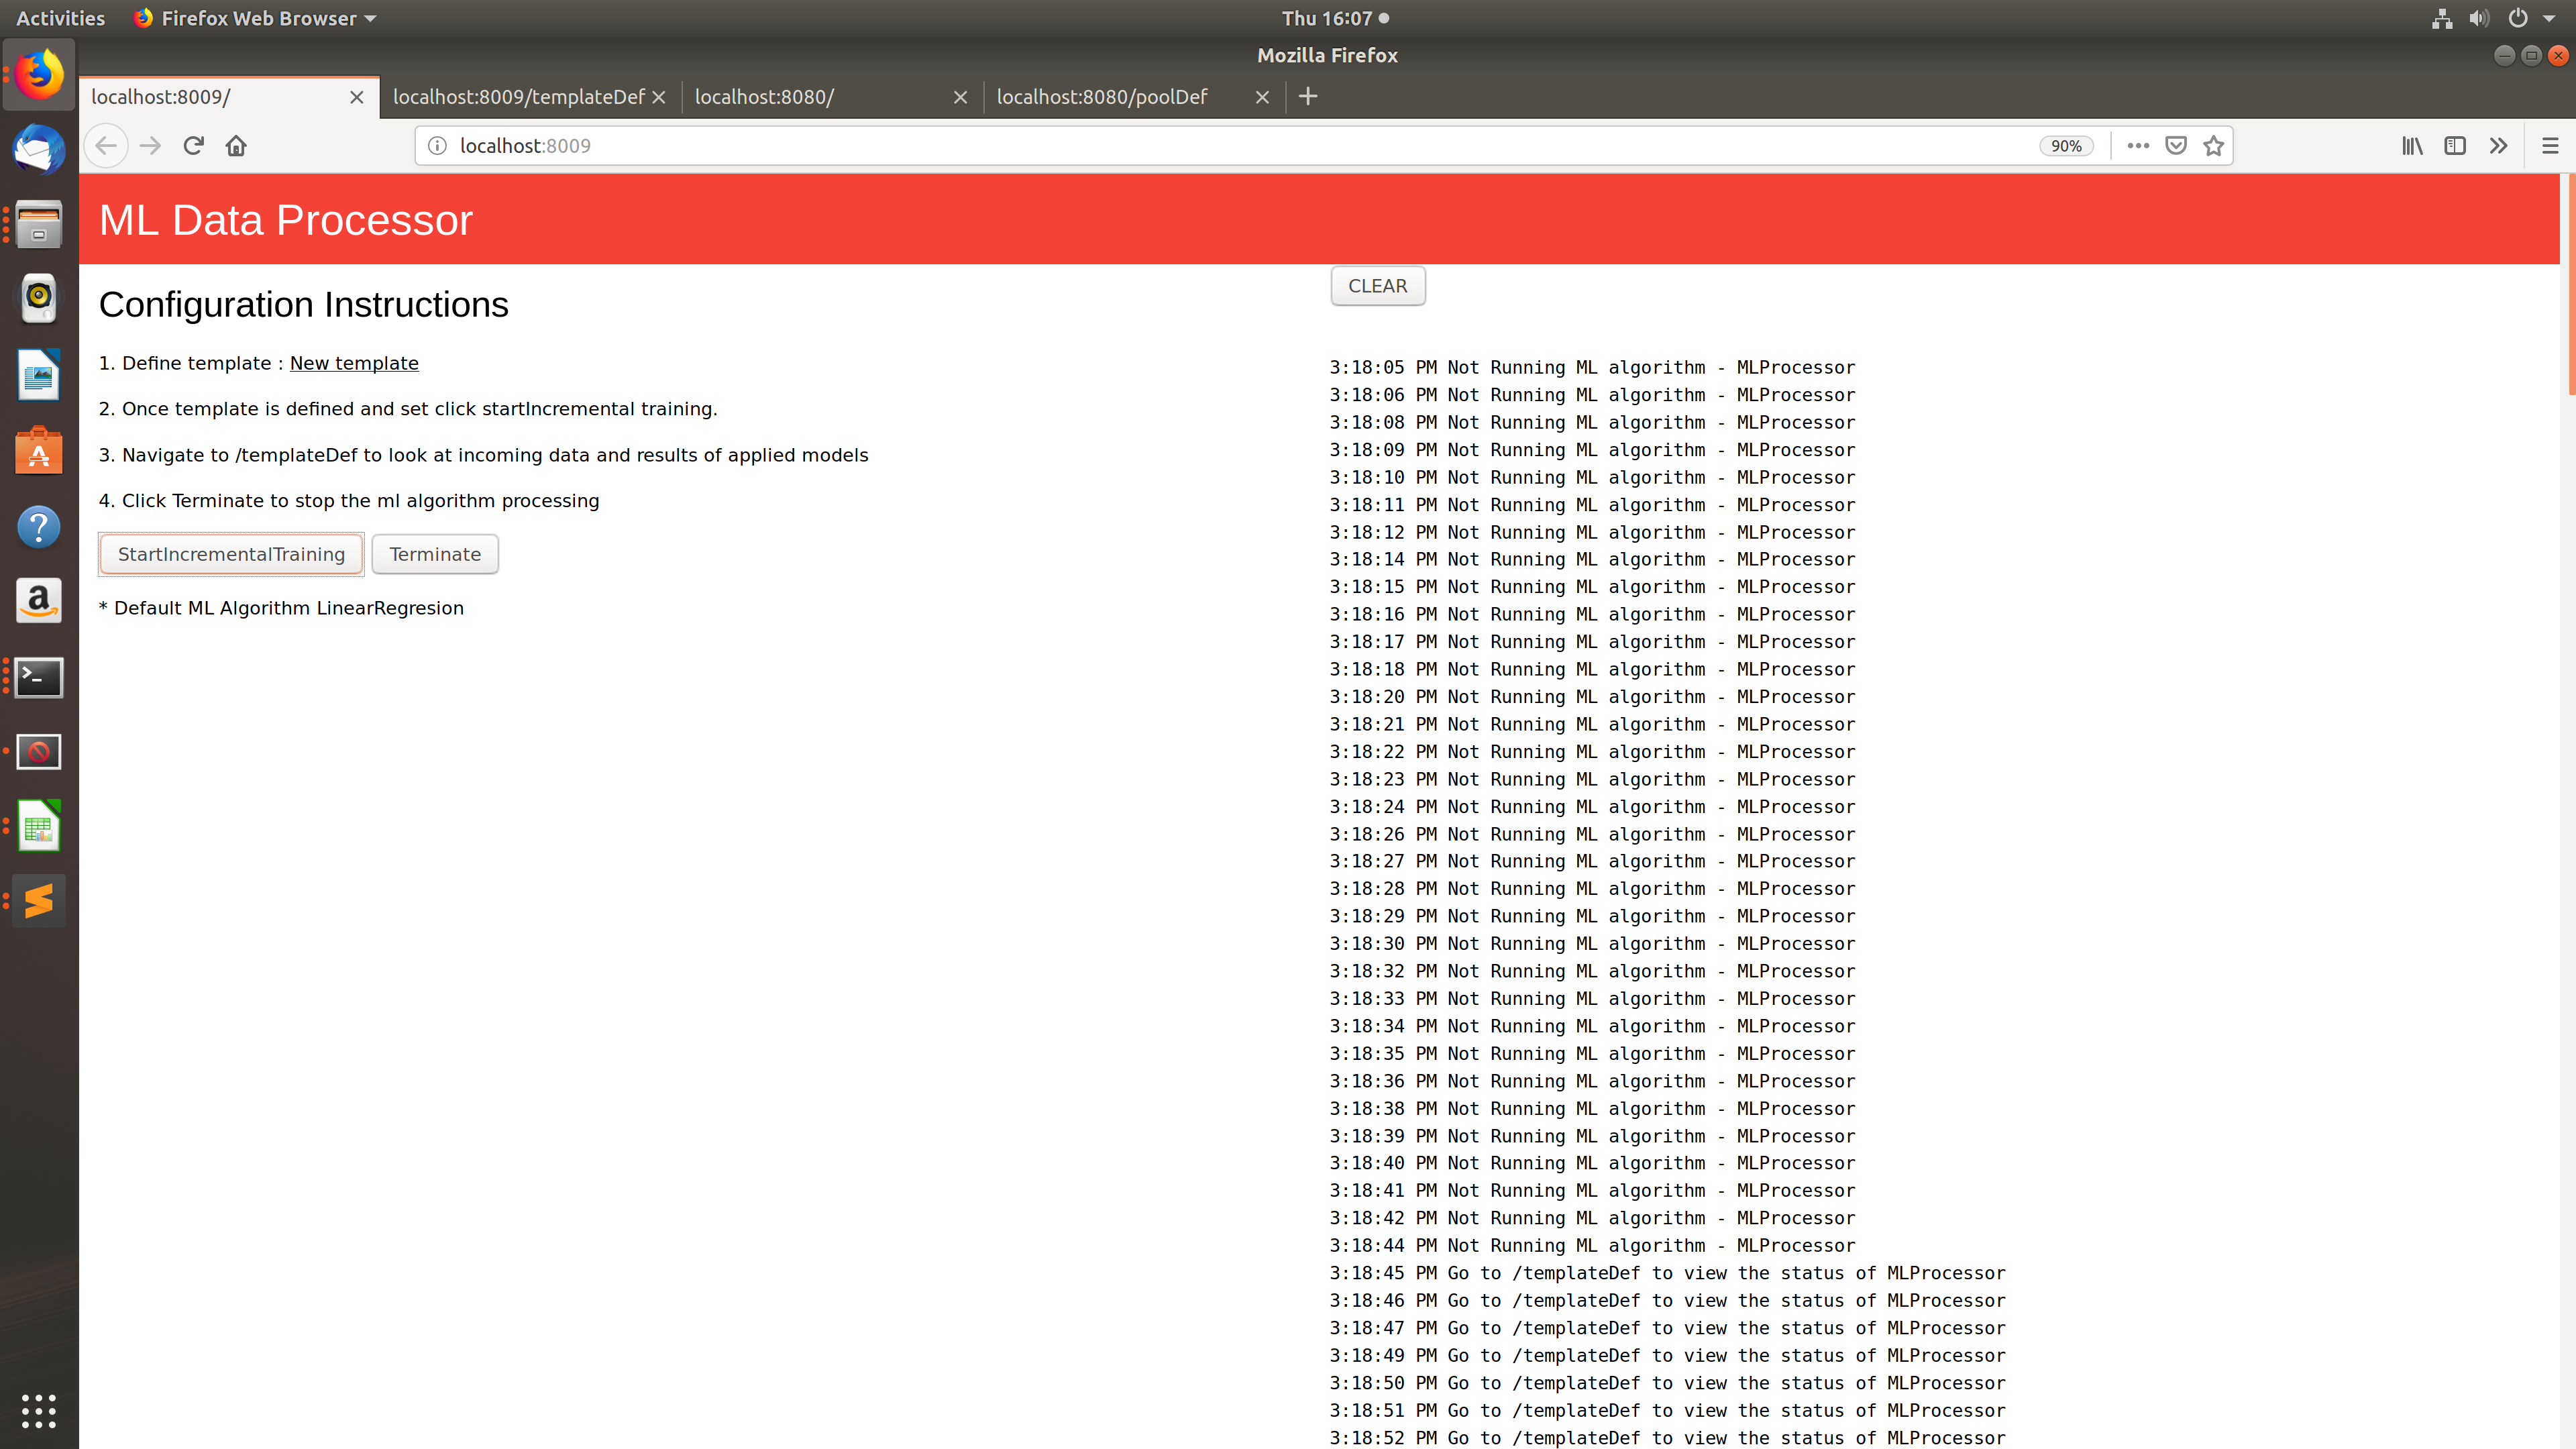 Activities Firefox Web Browser Thu 16:07
Mozilla Firefox
localhost:8009/ localhost:8009/templateDef localhost:8080/ localhost:8080/poolDef
localhost:8009 90%
ML Data Processor
Configuration Instructions
1. Define template : New template
2. Once template is defined and set click startIncremental training.
3. Navigate to /templateDef to look at incoming data and results of applied models
4. Click Terminate to stop the ml algorithm processing
StartIncrementalTraining Terminate
* Default ML Algorithm LinearRegresion
CLEAR
3:18:05 PM Not Running ML algorithm - MLProcessor
3:18:06 PM Not Running ML algorithm - MLProcessor
3:18:08 PM Not Running ML algorithm - MLProcessor
3:18:09 PM Not Running ML algorithm - MLProcessor
3:18:10 PM Not Running ML algorithm - MLProcessor
3:18:11 PM Not Running ML algorithm - MLProcessor
3:18:12 PM Not Running ML algorithm - MLProcessor
3:18:14 PM Not Running ML algorithm - MLProcessor
3:18:15 PM Not Running ML algorithm - MLProcessor
3:18:16 PM Not Running ML algorithm - MLProcessor
3:18:17 PM Not Running ML algorithm - MLProcessor
3:18:18 PM Not Running ML algorithm - MLProcessor
3:18:20 PM Not Running ML algorithm - MLProcessor
3:18:21 PM Not Running ML algorithm - MLProcessor
3:18:22 PM Not Running ML algorithm - MLProcessor
3:18:23 PM Not Running ML algorithm - MLProcessor
3:18:24 PM Not Running ML algorithm - MLProcessor
3:18:26 PM Not Running ML algorithm - MLProcessor
3:18:27 PM Not Running ML algorithm - MLProcessor
3:18:28 PM Not Running ML algorithm - MLProcessor
3:18:29 PM Not Running ML algorithm - MLProcessor
3:18:30 PM Not Running ML algorithm - MLProcessor
3:18:32 PM Not Running ML algorithm - MLProcessor
3:18:33 PM Not Running ML algorithm - MLProcessor
3:18:34 PM Not Running ML algorithm - MLProcessor
3:18:35 PM Not Running ML algorithm - MLProcessor
3:18:36 PM Not Running ML algorithm - MLProcessor
3:18:38 PM Not Running ML algorithm - MLProcessor
3:18:39 PM Not Running ML algorithm - MLProcessor
3:18:40 PM Not Running ML algorithm - MLProcessor
3:18:41 PM Not Running ML algorithm - MLProcessor
3:18:42 PM Not Running ML algorithm - MLProcessor
3:18:44 PM Not Running ML algorithm - MLProcessor
3:18:45 PM Go to /templateDef to view the status of MLProcessor
3:18:46 PM Go to /templateDef to view the status of MLProcessor
3:18:47 PM Go to /templateDef to view the status of MLProcessor
3:18:49 PM Go to /templateDef to view the status of MLProcessor
3:18:50 PM Go to /templateDef to view the status of MLProcessor
3:18:51 PM Go to /templateDef to view the status of MLProcessor
3:18:52 PM Go to /templateDef to view the status of MLProcessor